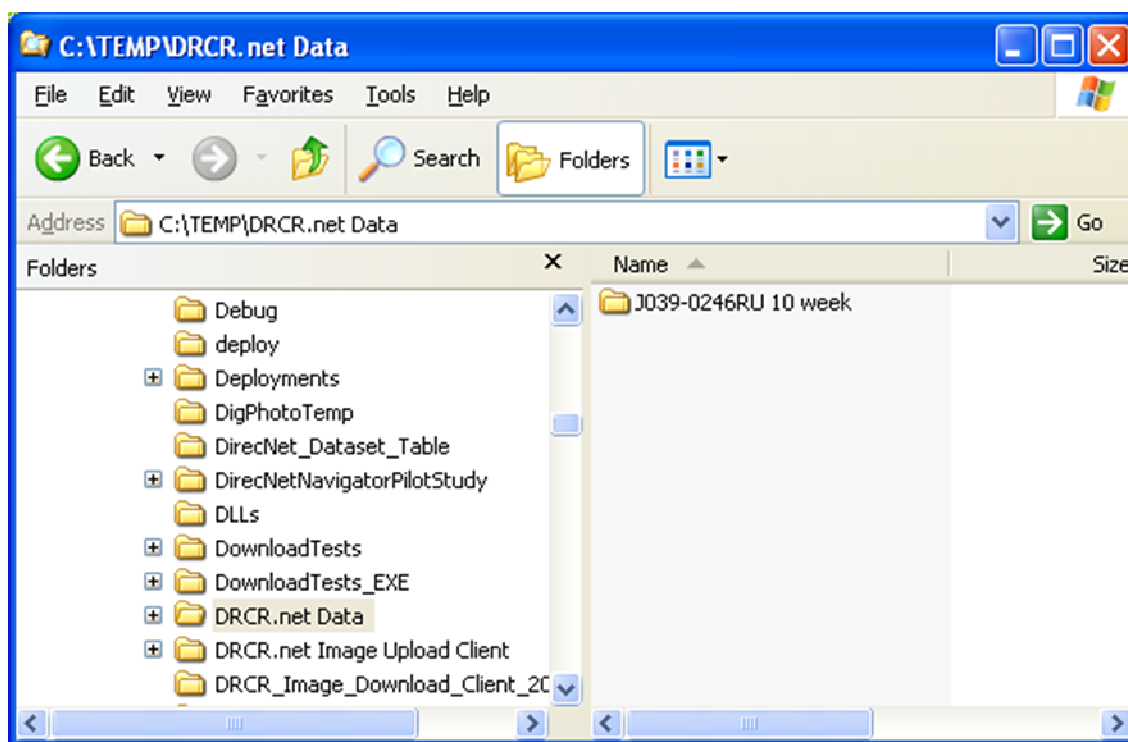 C:\TEMP\DRCR.net Data
File Edit View Favorites Tools Help
Back Search Folders
Address C:\TEMP\DRCR.net Data Go
Folders
Name Size
Debug
deploy
Deployments
DigPhotoTemp
DirecNet_Dataset_Table
DirecNetNavigatorPilotStudy
DLLs
DownloadTests
DownloadTests_EXE
DRCR.net Data
DRCR.net Image Upload Client
DRCR_Image_Download_Client_20
J039-0246RU 10 week